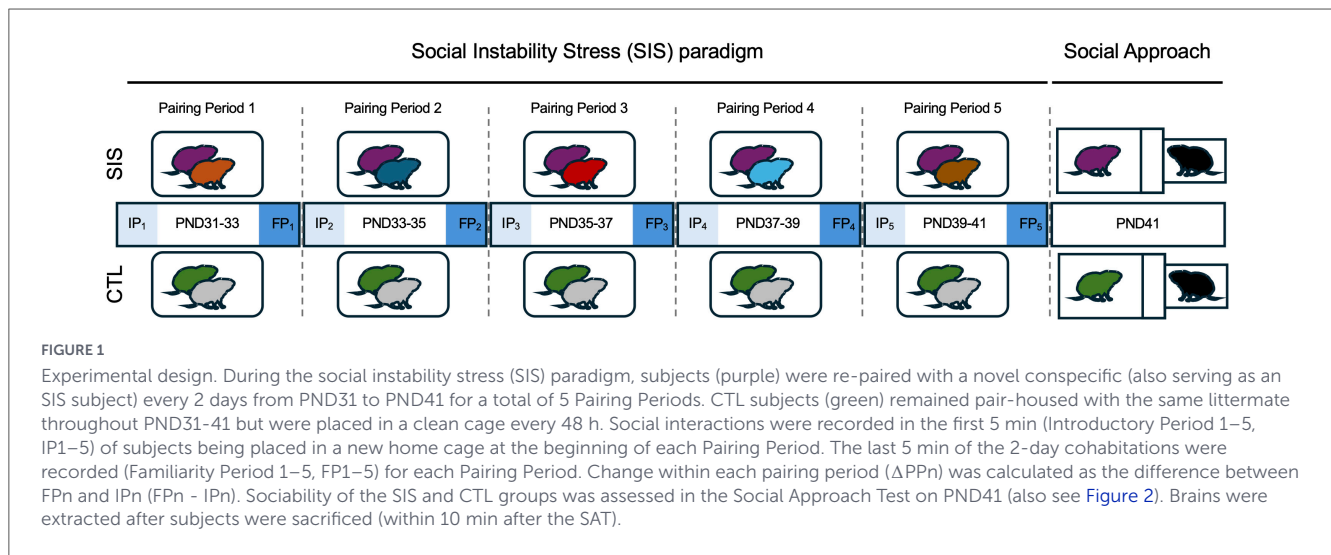 Social Instability Stress (SIS) paradigm Social Approach
Pairing Period 1 Pairing Period 2 Pairing Period 3 Pairing Period 4 Pairing Period 5
SIS
IP₁ PND31-33 FP₁ IP₂ PND33-35 FP₂ IP₃ PND35-37 FP₃ IP₄ PND37-39 FP₄ IP₅ PND39-41 FP₅ PND41
CTL
FIGURE 1
Experimental design. During the social instability stress (SIS) paradigm, subjects (purple) were re-paired with a novel conspecific (also serving as an
SIS subject) every 2 days from PND31 to PND41 for a total of 5 Pairing Periods. CTL subjects (green) remained pair-housed with the same littermate
throughout PND31-41 but were placed in a clean cage every 48 h. Social interactions were recorded in the first 5 min (Introductory Period 1–5,
IP1–5) of subjects being placed in a new home cage at the beginning of each Pairing Period. The last 5 min of the 2-day cohabitations were
recorded (Familiarity Period 1–5, FP1–5) for each Pairing Period. Change within each pairing period (ΔPPn) was calculated as the difference between
FPn and IPn (FPn - IPn). Sociability of the SIS and CTL groups was assessed in the Social Approach Test on PND41 (also see Figure 2). Brains were
extracted after subjects were sacrificed (within 10 min after the SAT).